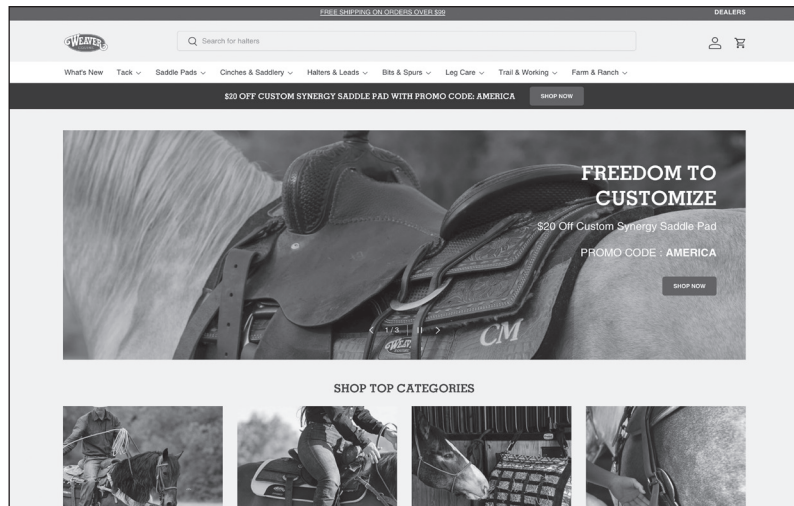 FREE SHIPPING ON ORDERS OVER $99
DEALERS
WEAVER
Search for halters
What's New Tack Saddle Pads Cinches & Saddlery Halters & Leads Bits & Spurs Leg Care Trail & Working Farm & Ranch
$20 OFF CUSTOM SYNERGY SADDLE PAD WITH PROMO CODE: AMERICA SHOP NOW
FREEDOM TO
CUSTOMIZE
$20 Off Custom Synergy Saddle Pad
PROMO CODE : AMERICA
SHOP NOW
1/3
CM
WEAVER
SHOP TOP CATEGORIES